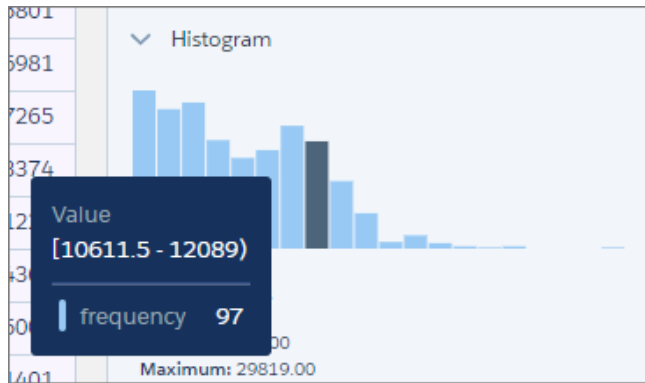 5801
5981
7265
3374
Histogram
Value
[10611.5 - 12089)
frequency 97
Maximum: 29819.00